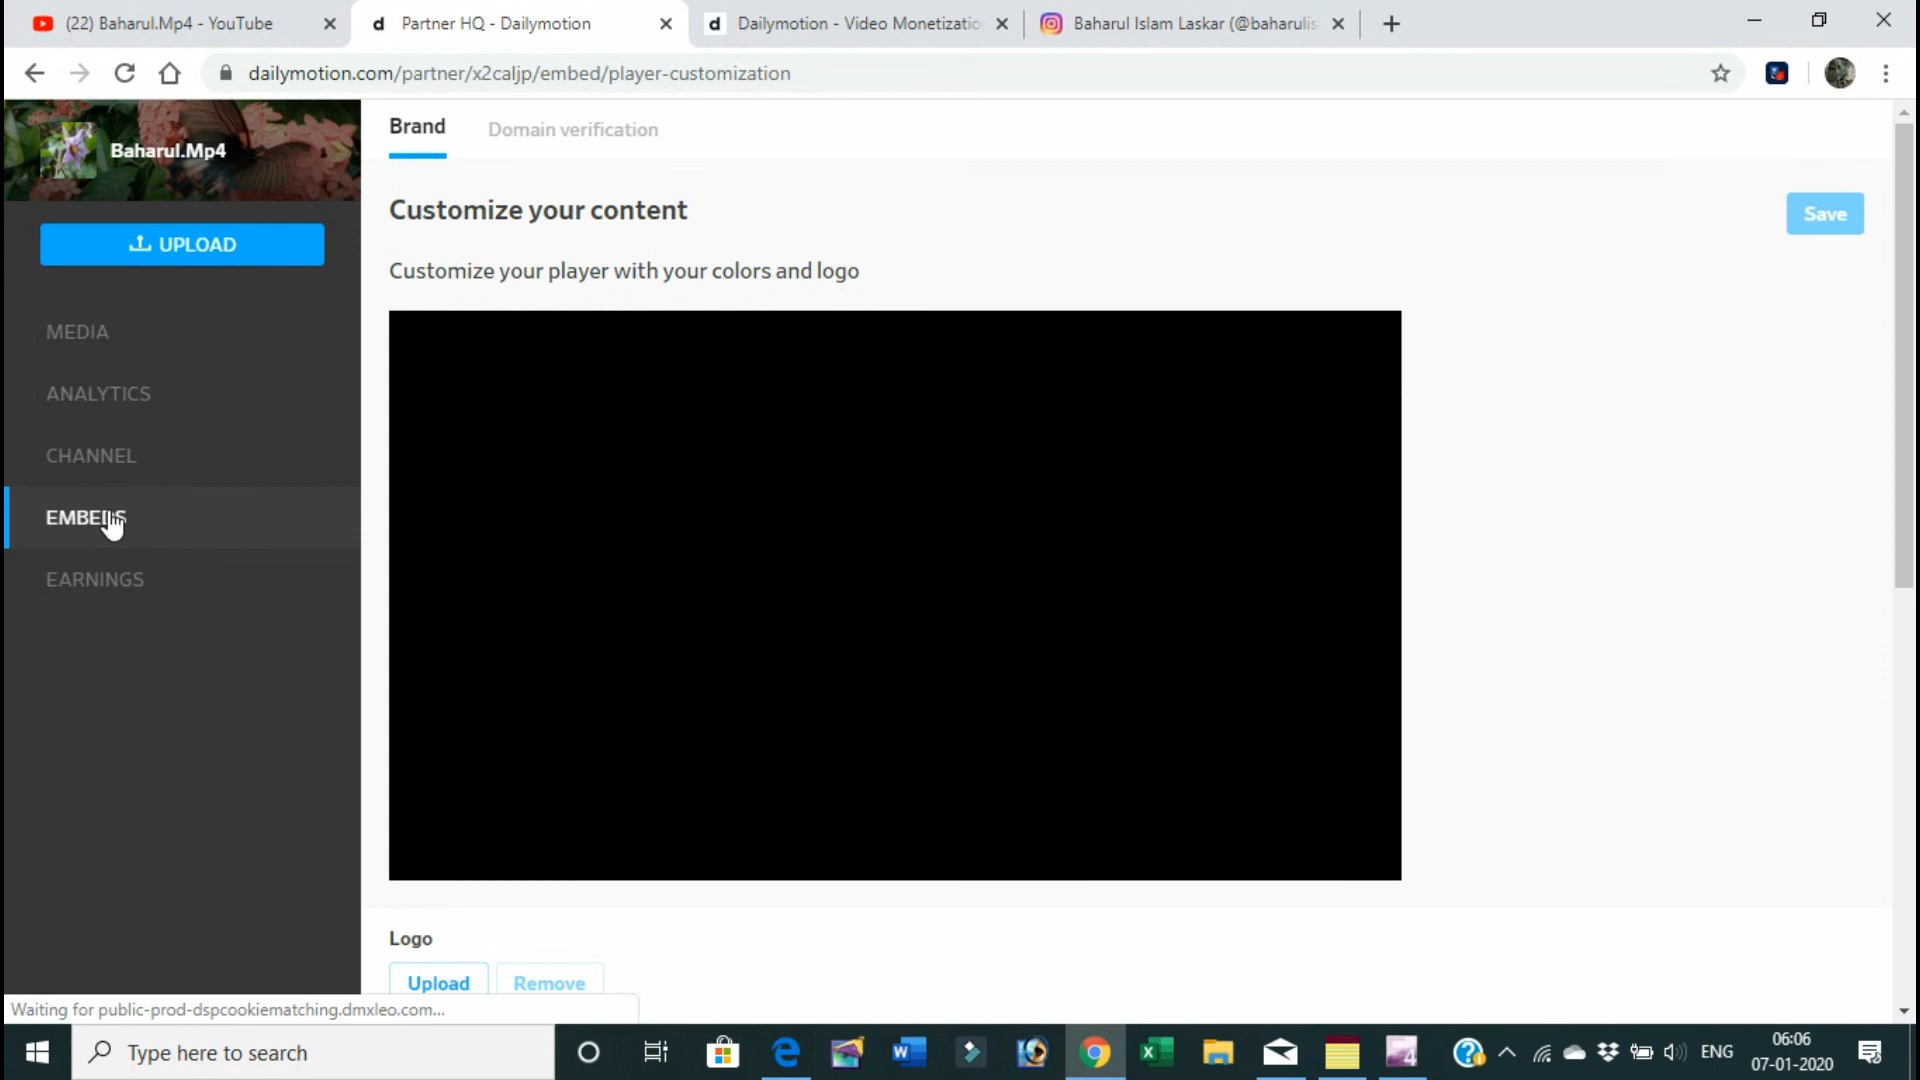 (22) Baharul.Mp4 - YouTube
d Partner HQ - Dailymotion
d Dailymotion - Video Monetizatio
Baharul Islam Laskar (@baharulis
dailymotion.com/partner/x2caljp/embed/player-customization
Baharul.Mp4
UPLOAD
MEDIA
ANALYTICS
CHANNEL
EMBEDS
EARNINGS
Brand
Domain verification
Customize your content
Save
Customize your player with your colors and logo
Logo
Upload
Remove
Waiting for public-prod-dspcookiematching.dmxleo.com...
Type here to search
ENG
06:06
07-01-2020